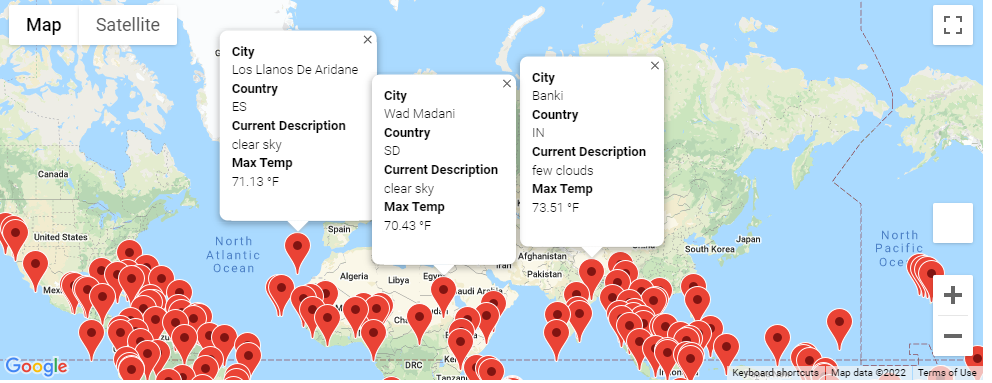 Map
Satellite
City
Los Llanos De Aridane
Country
ES
Current Description
clear sky
Max Temp
71.13 °F
City
Wad Madani
Country
SD
Current Description
clear sky
Max Temp
70.43 °F
City
Banki
Country
IN
Current Description
few clouds
Max Temp
73.51 °F
Canada
United States
North
Atlantic
Ocean
Spain
Algeria
Libya
Egypt
Saudi Arabia
Iran
Afghanistan
Pakistan
China
South Korea
Japan
North
Pacific
Ocean
DRC
Google
Keyboard shortcuts
Map data ©2022
Terms of Use